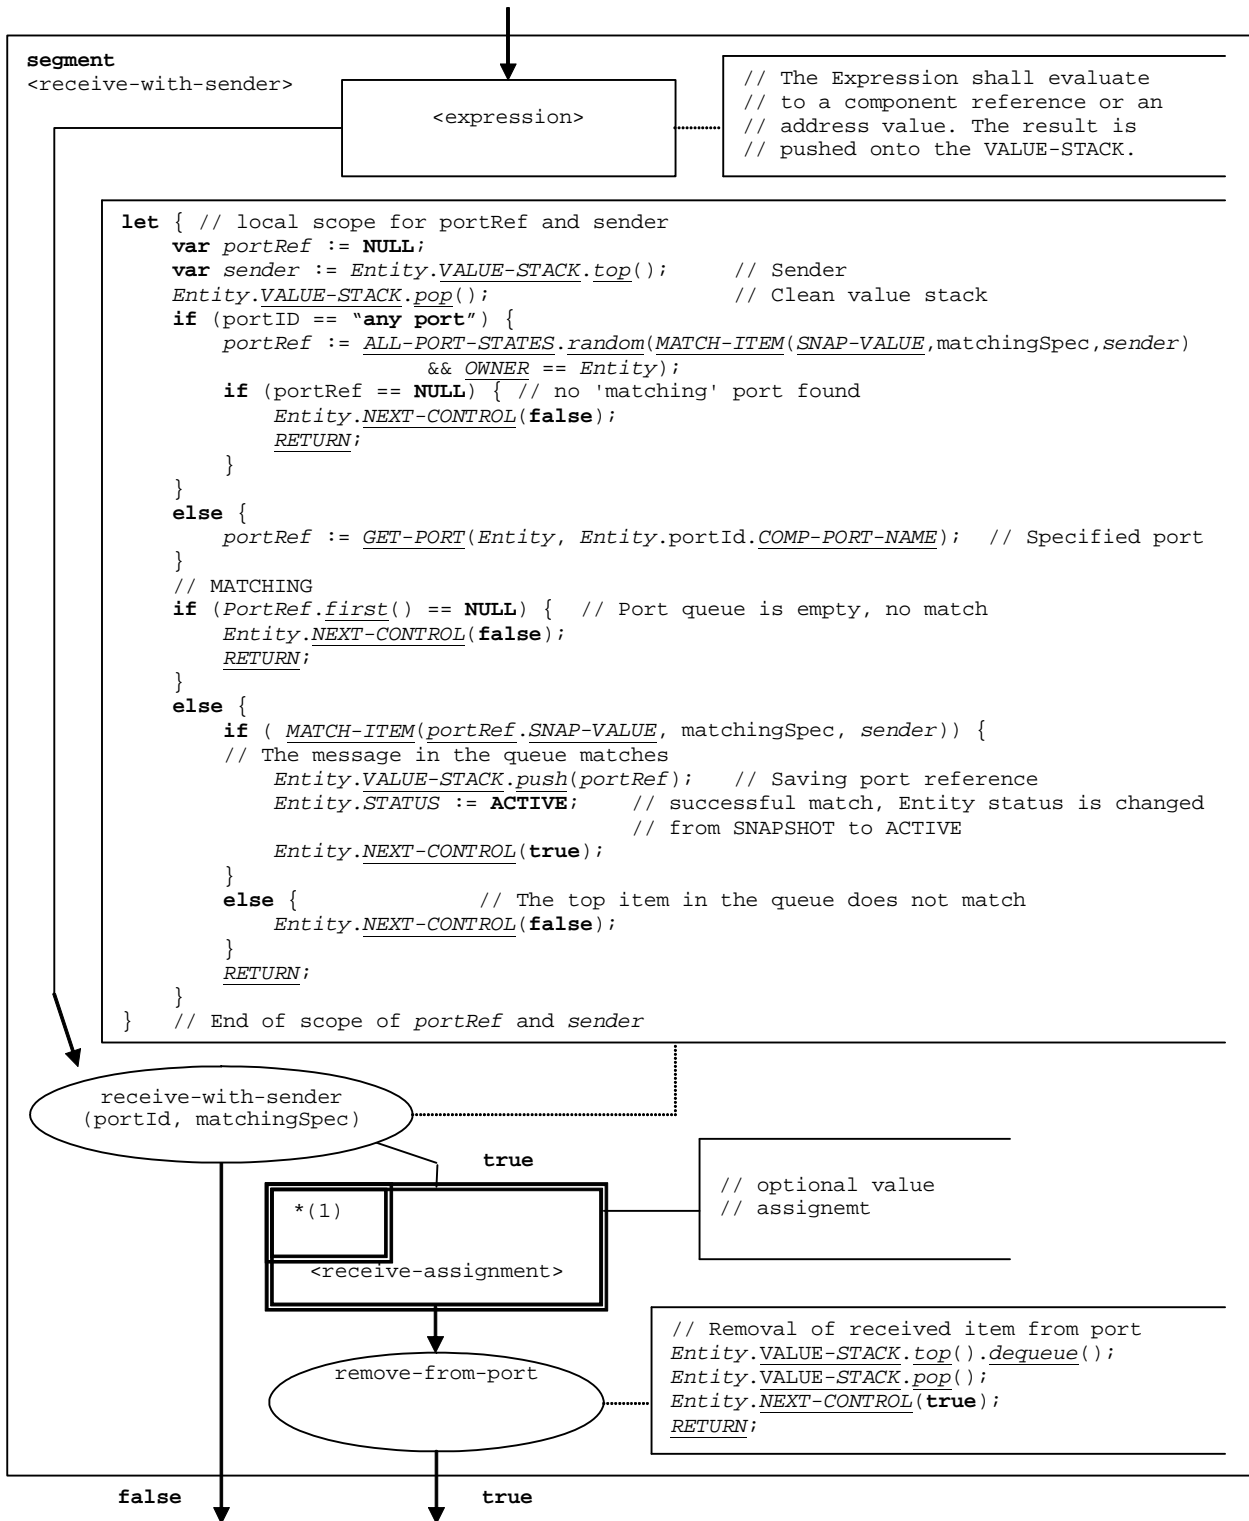 segment
<receive-with-sender>
<expression>
// The Expression shall evaluate
// to a component reference or an
// address value. The result is
// pushed onto the VALUE-STACK.
let { // local scope for portRef and sender
var portRef := NULL;
var sender := Entity.VALUE-STACK.top(); // Sender
Entity.VALUE-STACK.pop(); // Clean value stack
if (portID == “any port”) {
portRef := ALL-PORT-STATES.random(MATCH-ITEM(SNAP-VALUE,matchingSpec,sender)
&& OWNER == Entity);
if (portRef == NULL) { // no 'matching' port found
Entity.NEXT-CONTROL(false);
RETURN;
}
}
else {
portRef := GET-PORT(Entity, Entity.portId.COMP-PORT-NAME); // Specified port
}
// MATCHING
if (PortRef.first() == NULL) { // Port queue is empty, no match
Entity.NEXT-CONTROL(false);
RETURN;
}
else {
if ( MATCH-ITEM(portRef.SNAP-VALUE, matchingSpec, sender)) {
// The message in the queue matches
Entity.VALUE-STACK.push(portRef); // Saving port reference
Entity.STATUS := ACTIVE; // successful match, Entity status is changed
// from SNAPSHOT to ACTIVE
Entity.NEXT-CONTROL(true);
}
else { // The top item in the queue does not match
Entity.NEXT-CONTROL(false);
}
RETURN;
}
} // End of scope of portRef and sender
receive-with-sender
(portId, matchingSpec)
true
*(1)
<receive-assignment>
// optional value
// assignemt
remove-from-port
// Removal of received item from port
Entity.VALUE-STACK.top().dequeue();
Entity.VALUE-STACK.pop();
Entity.NEXT-CONTROL(true);
RETURN;
false
true